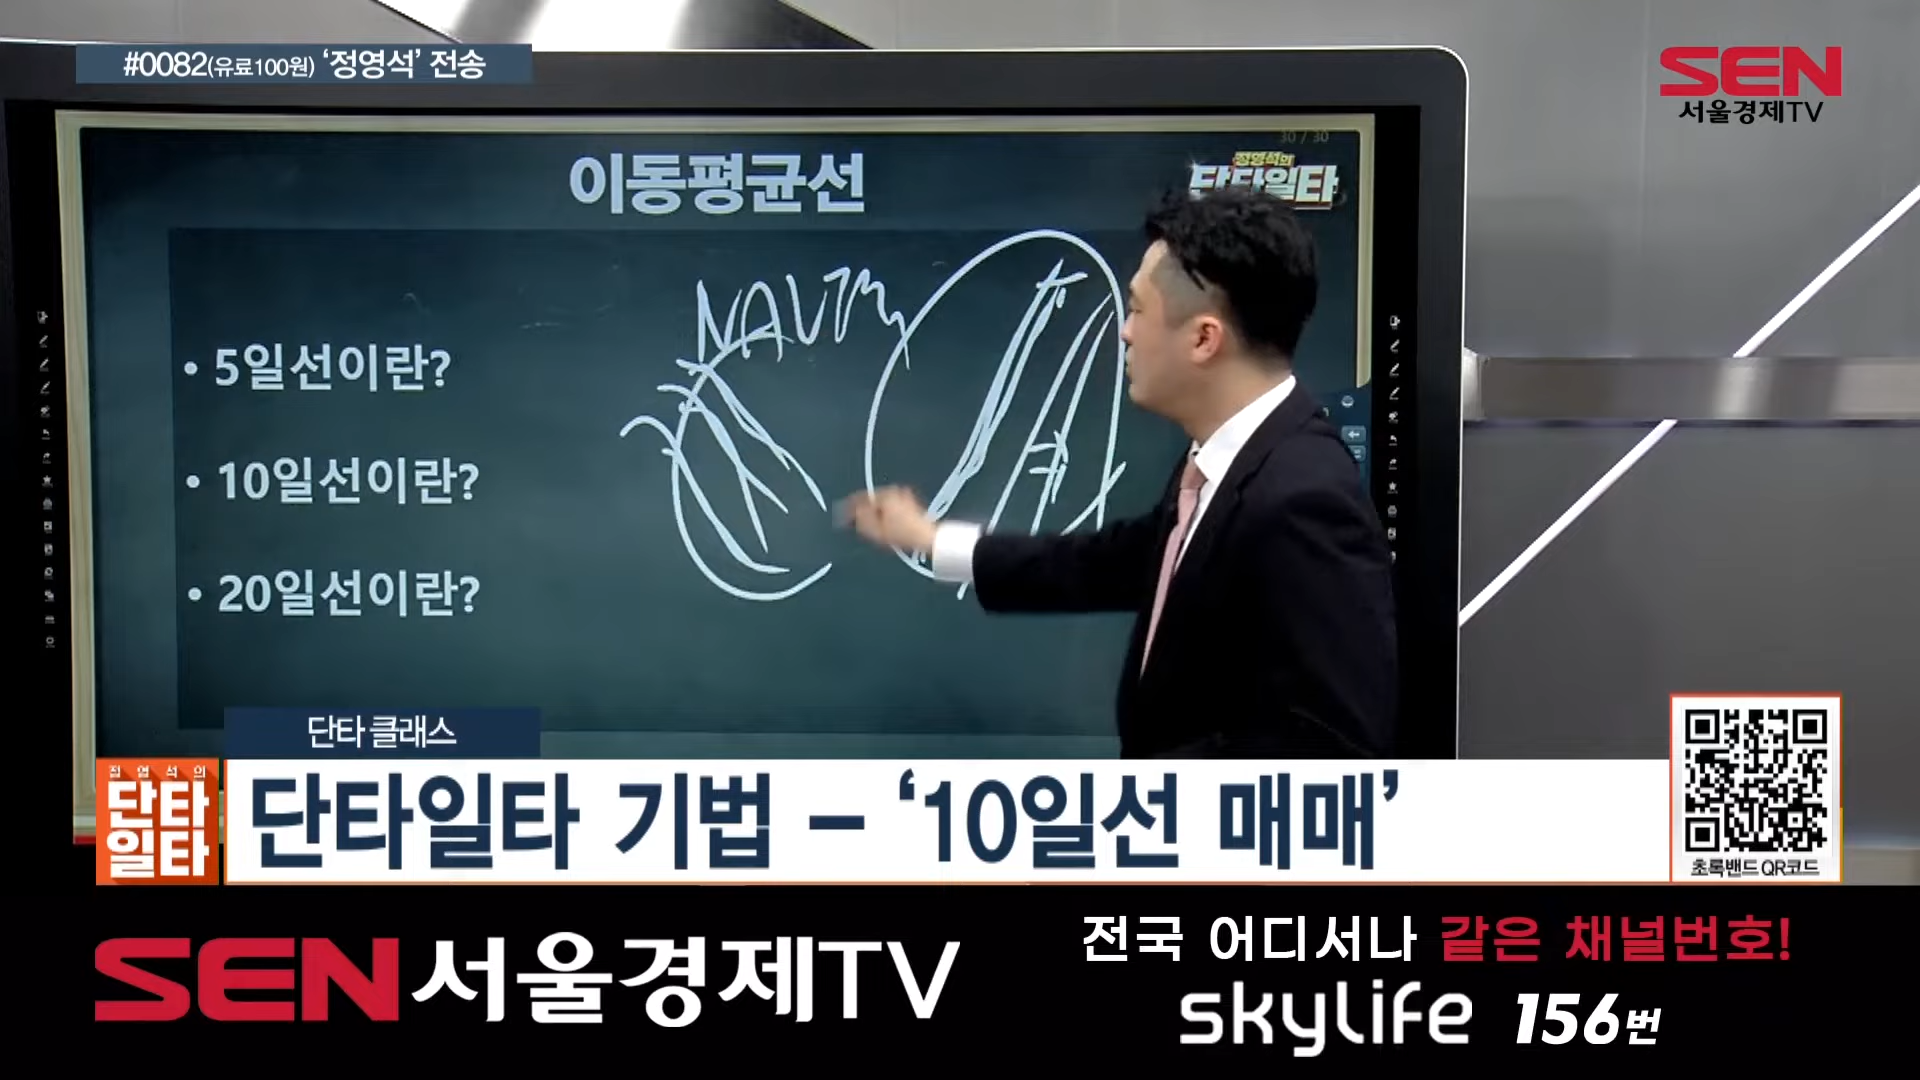 #0082(유료100원) ‘정영석’ 전송
SEN
서울경제TV
30 / 30
이동평균선
정영석의
단타일타
• 5일선이란?
• 10일선이란?
• 20일선이란?
단타 클래스
정영석의
단타
일타
단타일타 기법 – ‘10일선 매매’
초록밴드 QR코드
SEN 서울경제TV
전국 어디서나 같은 채널번호!
skylife 156번